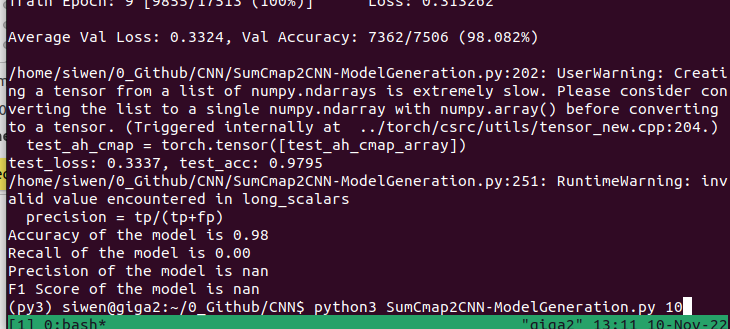 Train Epoch: 9 [9855/17513 (100%)]	Loss: 0.313262
Average Val Loss: 0.3324, Val Accuracy: 7362/7506 (98.082%)
/home/siwen/0_Github/CNN/SumCmap2CNN-ModelGeneration.py:202: UserWarning: Creati
ng a tensor from a list of numpy.ndarrays is extremely slow. Please consider con
verting the list to a single numpy.ndarray with numpy.array() before converting
to a tensor. (Triggered internally at  ../torch/csrc/utils/tensor_new.cpp:204.)
  test_ah_cmap = torch.tensor([test_ah_cmap_array])
test_loss: 0.3337, test_acc: 0.9795
/home/siwen/0_Github/CNN/SumCmap2CNN-ModelGeneration.py:251: RuntimeWarning: inv
alid value encountered in long_scalars
  precision = tp/(tp+fp)
Accuracy of the model is 0.98
Recall of the model is 0.00
Precision of the model is nan
F1 Score of the model is nan
(py3) siwen@giga2:~/0_Github/CNN$ python3 SumCmap2CNN-ModelGeneration.py 10
[1] 0:bash*	"giga2" 13:11 10-Nov-22